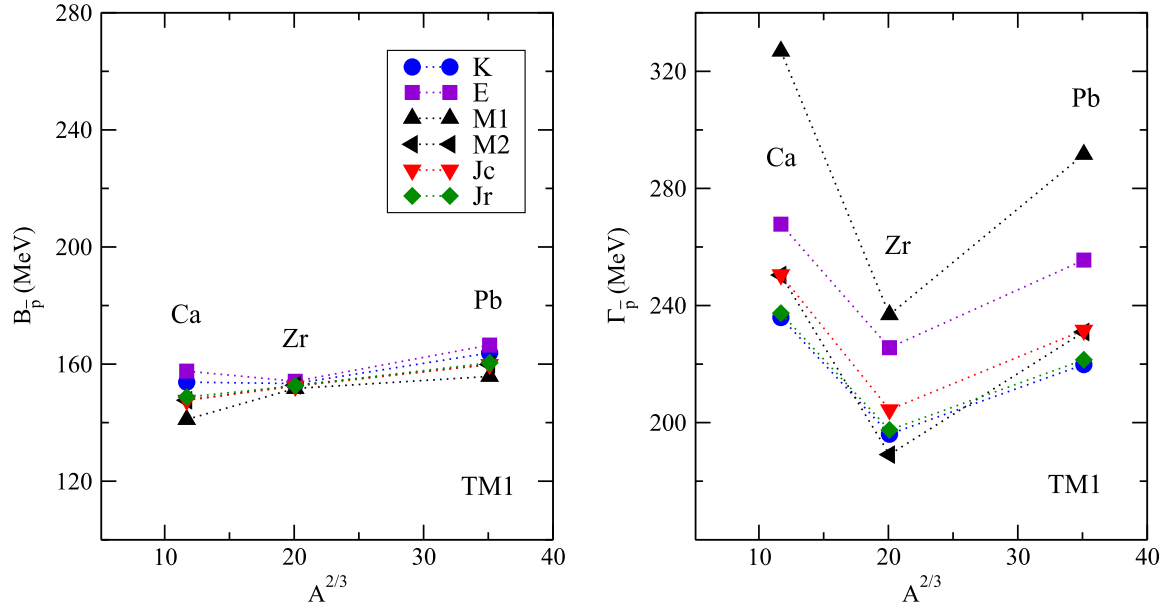 280
240
200
160
120
B_p̄ (MeV)
K
E
M1
M2
Jc
Jr
Ca
Zr
Pb
TM1
10
20
30
40
A^{2/3}
320
280
240
200
Γ_p̄ (MeV)
Ca
Zr
Pb
TM1
10
20
30
40
A^{2/3}